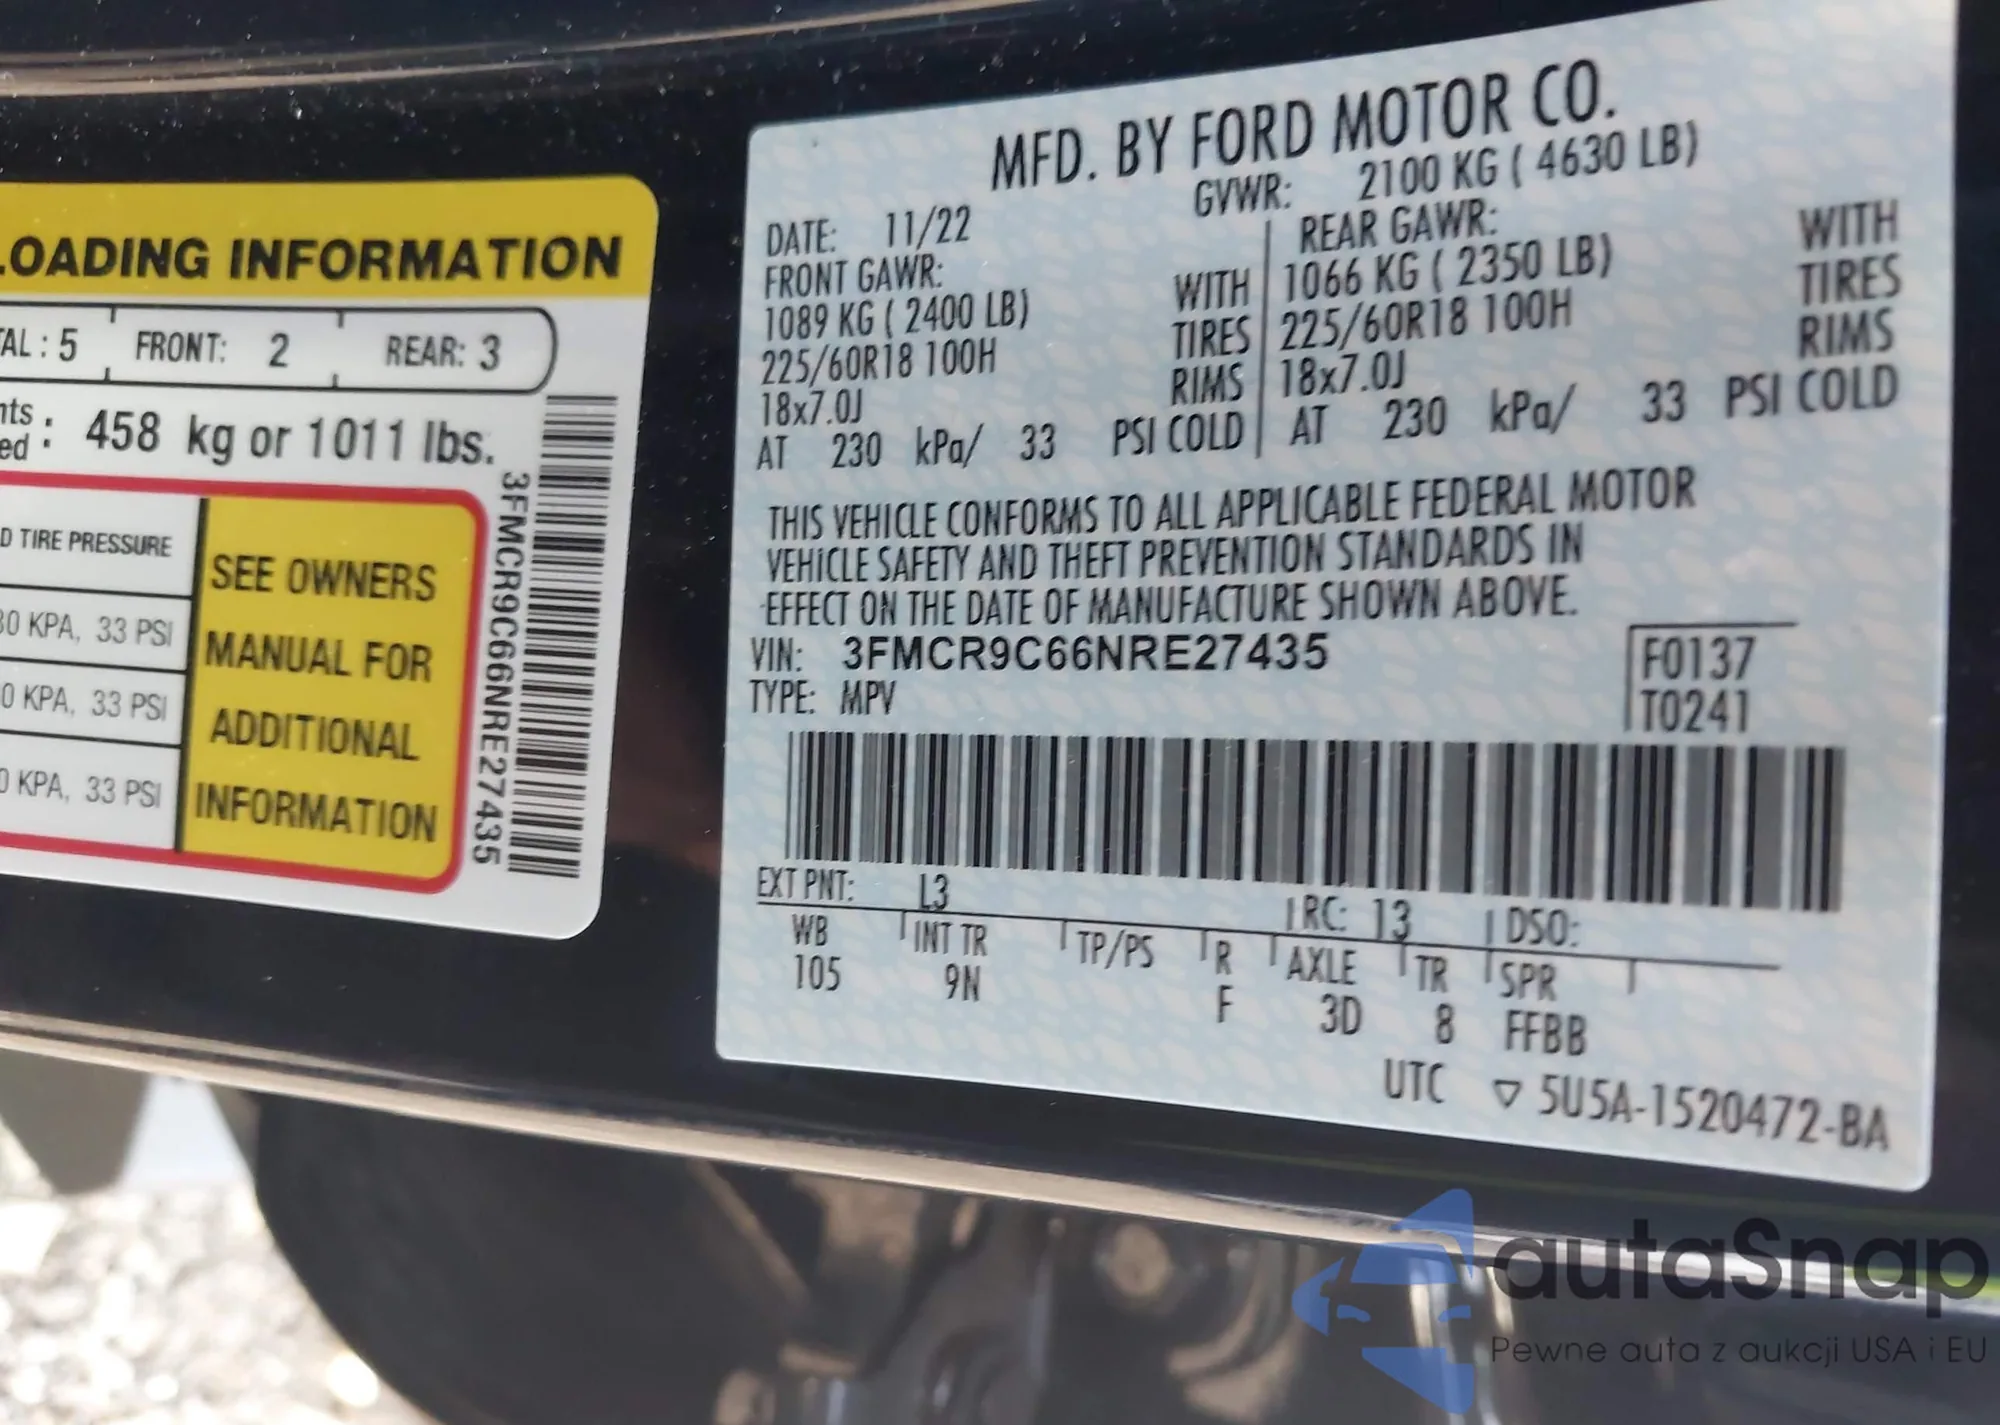 OADING INFORMATION
TAL : 5 FRONT: 2 REAR: 3
nts
ed : 458 kg or 1011 lbs.
D TIRE PRESSURE
30 KPA, 33 PSI
0 KPA, 33 PSI
0 KPA, 33 PSI
SEE OWNERS
MANUAL FOR
ADDITIONAL
INFORMATION
3FMCR9C66NRE27435
MFD. BY FORD MOTOR CO.
DATE: 11/22 GVWR: 2100 KG ( 4630 LB)
FRONT GAWR:
1089 KG ( 2400 LB) WITH
225/60R18 100H TIRES
18x7.0J RIMS
AT 230 kPa/ 33 PSI COLD
REAR GAWR: WITH
1066 KG ( 2350 LB) TIRES
225/60R18 100H RIMS
18x7.0J
AT 230 kPa/ 33 PSI COLD
THIS VEHICLE CONFORMS TO ALL APPLICABLE FEDERAL MOTOR
VEHICLE SAFETY AND THEFT PREVENTION STANDARDS IN
EFFECT ON THE DATE OF MANUFACTURE SHOWN ABOVE.
VIN: 3FMCR9C66NRE27435
TYPE: MPV
F0137
T0241
EXT PNT: L3 RC: 13 DSO:
WB INT TR TP/PS R AXLE TR SPR
105 9N F 3D 8 FFBB
UTC ▽ 5U5A-1520472-BA
autaSnap
Pewne auta z aukcji USA i EU